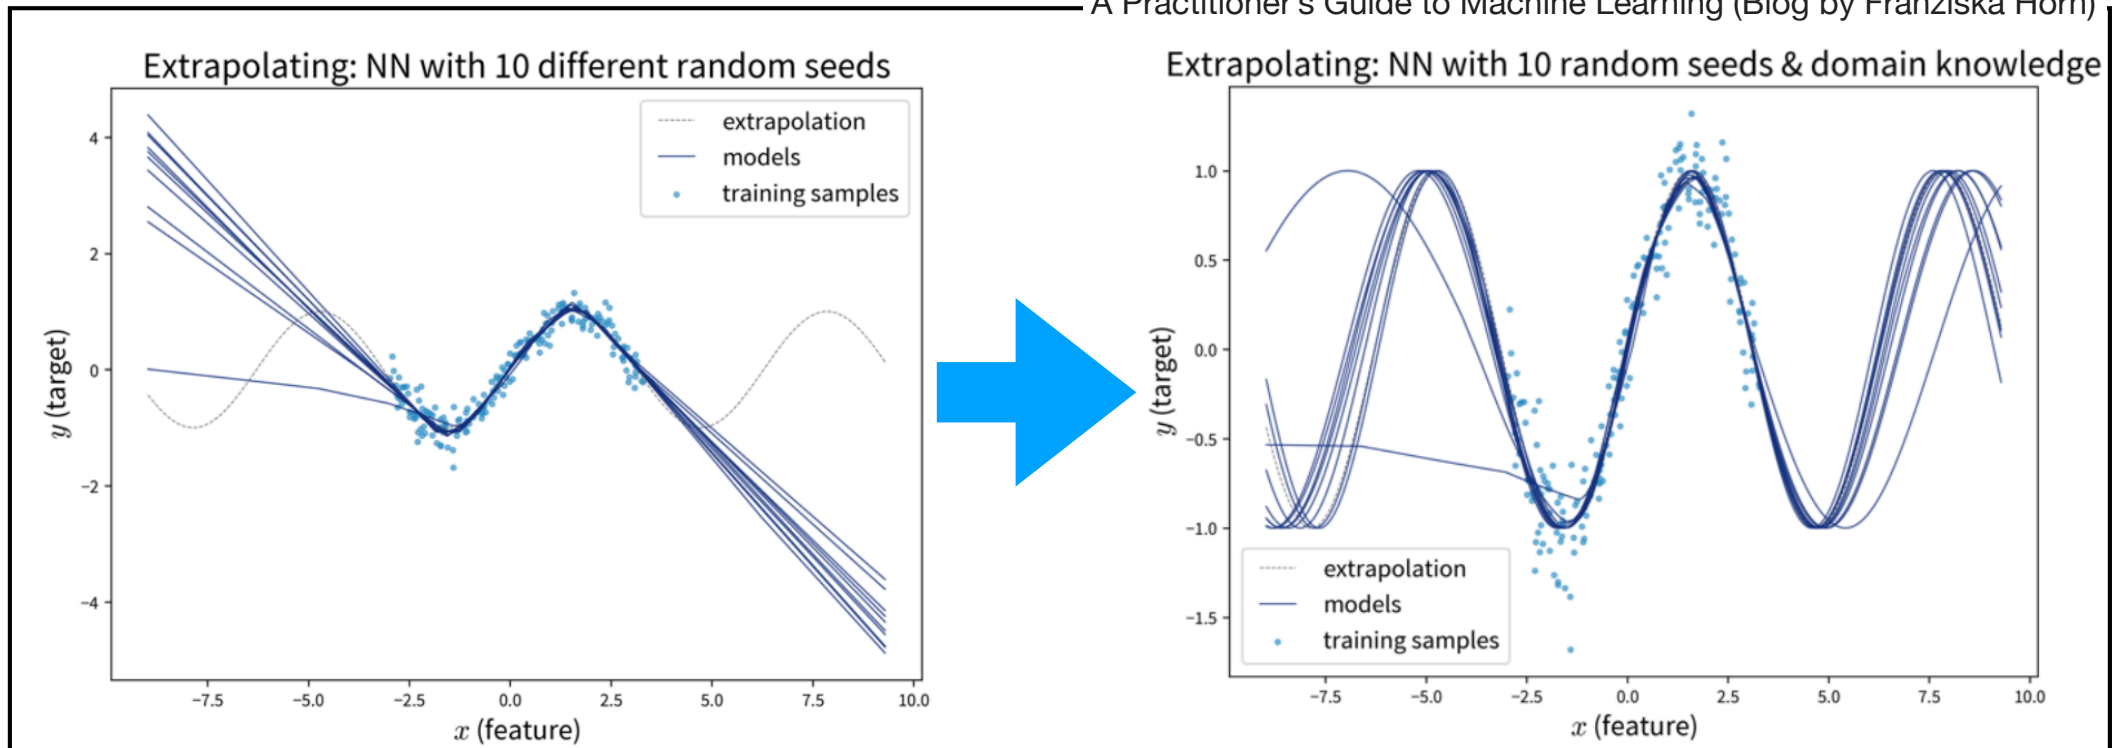 A Practitioner's Guide to Machine Learning (Blog by Franziska Horn)
Extrapolating: NN with 10 different random seeds
extrapolation
models
training samples
4
2
0
−2
−4
y (target)
−7.5 −5.0 −2.5 0.0 2.5 5.0 7.5 10.0
x (feature)
Extrapolating: NN with 10 random seeds & domain knowledge
1.0
0.5
0.0
−0.5
−1.0
−1.5
y (target)
extrapolation
models
training samples
−7.5 −5.0 −2.5 0.0 2.5 5.0 7.5 10.0
x (feature)